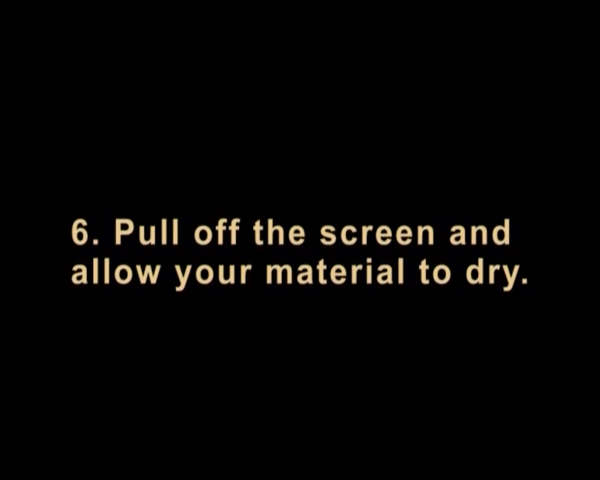 6. Pull off the screen and
allow your material to dry.